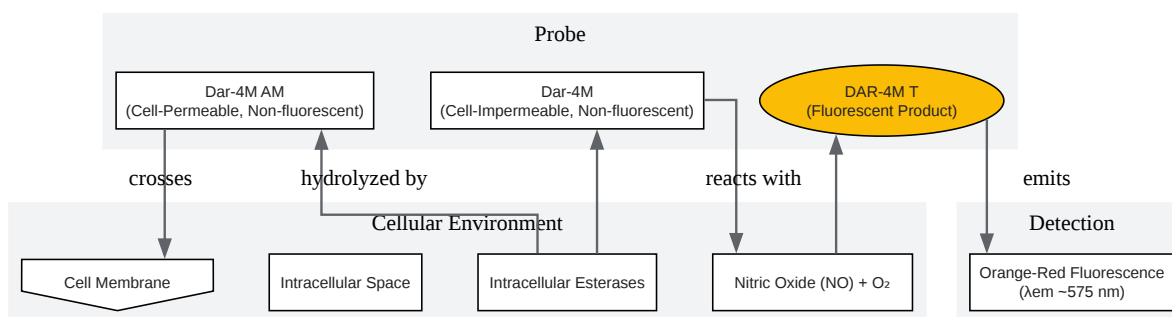 Probe
Dar-4M AM
(Cell-Permeable, Non-fluorescent)
Dar-4M
(Cell-Impermeable, Non-fluorescent)
DAR-4M T
(Fluorescent Product)
crosses
hydrolyzed by
reacts with
emits
Cellular Environment
Detection
Cell Membrane
Intracellular Space
Intracellular Esterases
Nitric Oxide (NO) + O₂
Orange-Red Fluorescence
(λem ~575 nm)